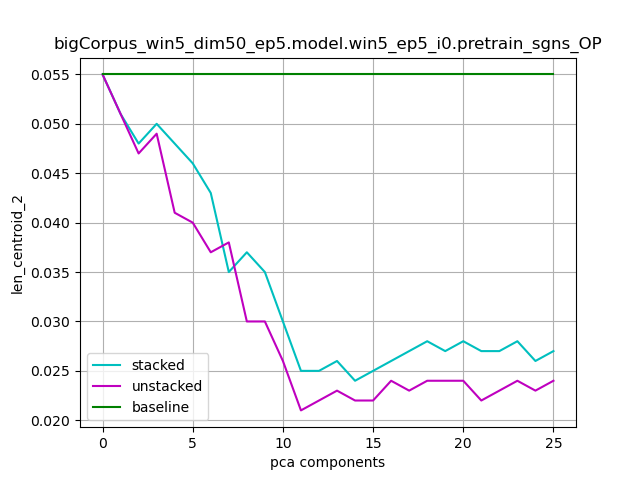 bigCorpus_win5_dim50_ep5.model.win5_ep5_i0.pretrain_sgns_OP
0.055
0.050
0.045
0.040
0.035
0.030
0.025
0.020
len_centroid_2
stacked
unstacked
baseline
0 5 10 15 20 25
pca components